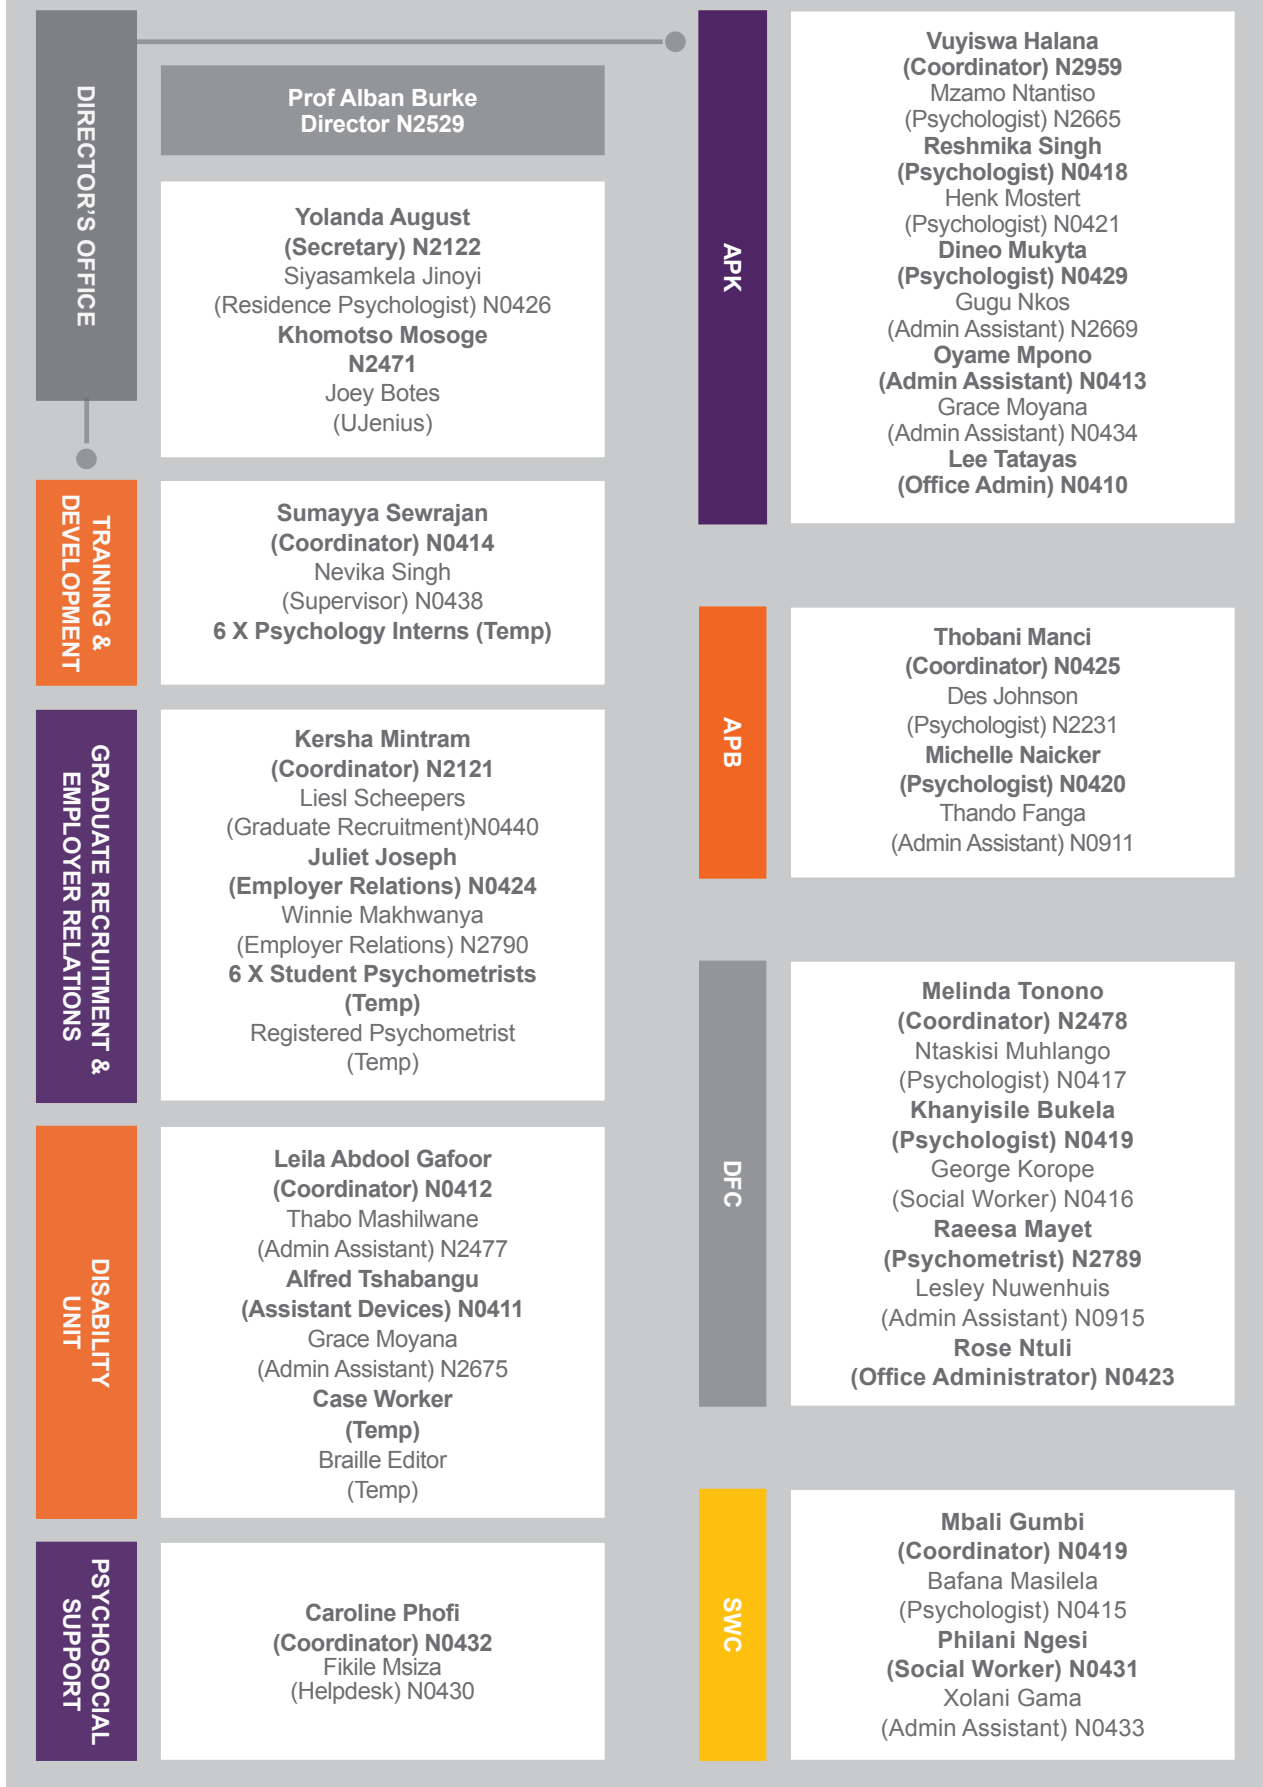 DIRECTOR'S OFFICE
Prof Alban Burke
Director N2529
Yolanda August
(Secretary) N2122
Siyasamkela Jinoyi
(Residence Psychologist) N0426
Khomotso Mosoge
N2471
Joey Botes
(UJenius)
TRAINING &
DEVELOPMENT
Sumayya Sewrajan
(Coordinator) N0414
Nevika Singh
(Supervisor) N0438
6 X Psychology Interns (Temp)
GRADUATE RECRUITMENT &
EMPLOYER RELATIONS
Kersha Mintram
(Coordinator) N2121
Liesl Scheepers
(Graduate Recruitment)N0440
Juliet Joseph
(Employer Relations) N0424
Winnie Makhwanya
(Employer Relations) N2790
6 X Student Psychometrists
(Temp)
Registered Psychometrist
(Temp)
DISABILITY
UNIT
Leila Abdool Gafoor
(Coordinator) N0412
Thabo Mashilwane
(Admin Assistant) N2477
Alfred Tshabangu
(Assistant Devices) N0411
Grace Moyana
(Admin Assistant) N2675
Case Worker
(Temp)
Braille Editor
(Temp)
PSYCHOSOCIAL
SUPPORT
Caroline Phofi
(Coordinator) N0432
Fikile Msiza
(Helpdesk) N0430
APK
Vuyiswa Halana
(Coordinator) N2959
Mzamo Ntantiso
(Psychologist) N2665
Reshmika Singh
(Psychologist) N0418
Henk Mostert
(Psychologist) N0421
Dineo Mukyta
(Psychologist) N0429
Gugu Nkos
(Admin Assistant) N2669
Oyame Mpono
(Admin Assistant) N0413
Grace Moyana
(Admin Assistant) N0434
Lee Tatayas
(Office Admin) N0410
APB
Thobani Manci
(Coordinator) N0425
Des Johnson
(Psychologist) N2231
Michelle Naicker
(Psychologist) N0420
Thando Fanga
(Admin Assistant) N0911
DFC
Melinda Tonono
(Coordinator) N2478
Ntaskisi Muhlango
(Psychologist) N0417
Khanyisile Bukela
(Psychologist) N0419
George Korope
(Social Worker) N0416
Raeesa Mayet
(Psychometrist) N2789
Lesley Nuwenhuis
(Admin Assistant) N0915
Rose Ntuli
(Office Administrator) N0423
SWC
Mbali Gumbi
(Coordinator) N0419
Bafana Masilela
(Psychologist) N0415
Philani Ngesi
(Social Worker) N0431
Xolani Gama
(Admin Assistant) N0433